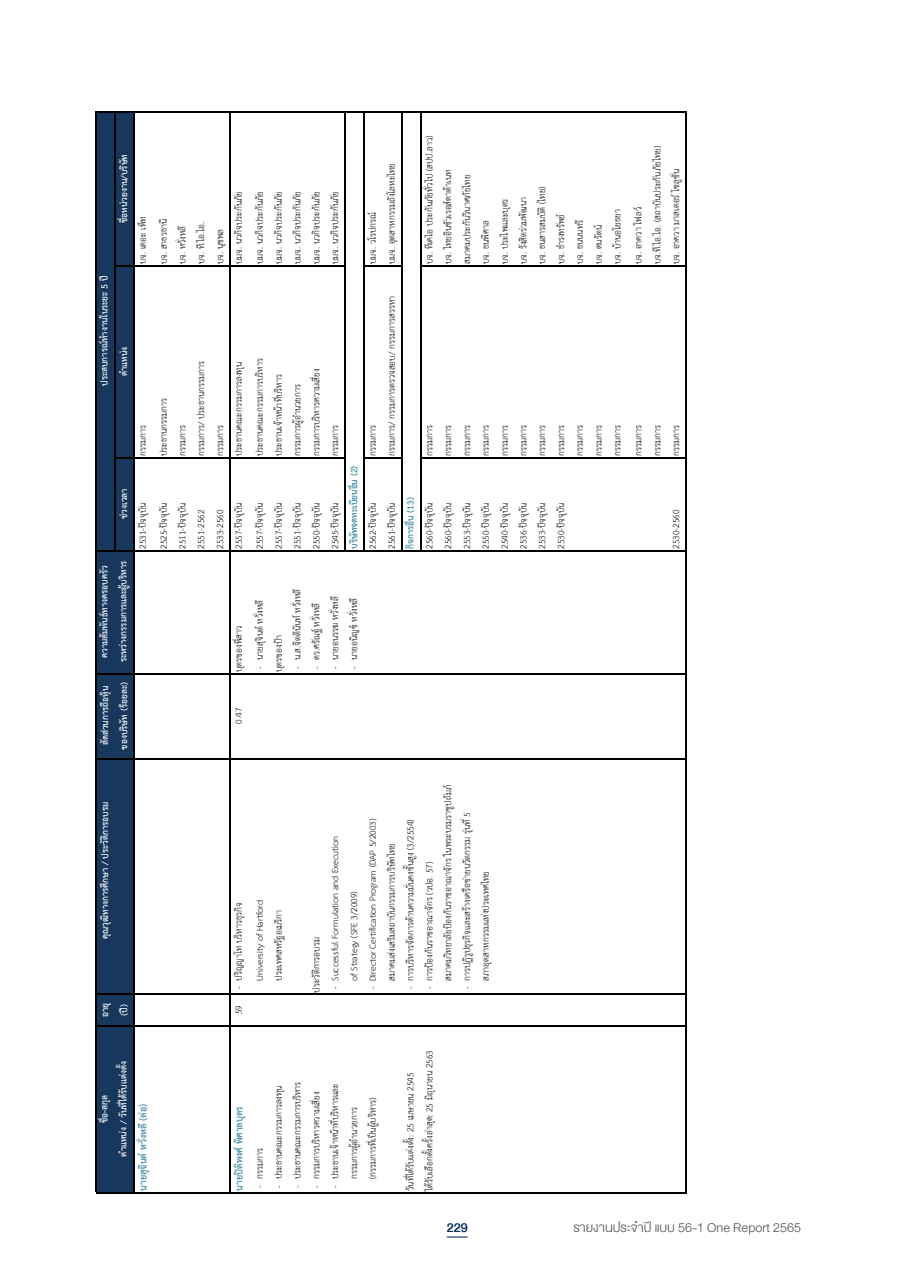 ชื่อ-สกุล
ตำแหน่ง / วันที่ได้รับแต่งตั้ง
อายุ
(ปี)
คุณวุฒิทางการศึกษา / ประวัติการอบรม
สัดส่วนการถือหุ้น
ของบริษัท (ร้อยละ)
ความสัมพันธ์ทางครอบครัว
ระหว่างกรรมการและผู้บริหาร
ประสบการณ์ทำงานในระยะ 5 ปี
ช่วงเวลา
ตำแหน่ง
ชื่อหน่วยงาน/บริษัท
นายสุจินต์ หวั่งหลี (ต่อ)
2531-ปัจจุบัน กรรมการ บจ. เดอะ เพ็ท
2525-ปัจจุบัน ประธานกรรมการ บจ. สาธรธานี
2511-ปัจจุบัน กรรมการ บจ. หวั่งหลี
2551-2562 กรรมการ/ ประธานกรรมการ บจ. ที.ไอ.ไอ.
2533-2560 กรรมการ บจ. นุชพล
นายปิติพงศ์ พิศาลบุตร
- กรรมการ
- ประธานคณะกรรมการลงทุน
- ประธานคณะกรรมการบริหาร
- กรรมการบริหารความเสี่ยง
- ประธานเจ้าหน้าที่บริหารและ
กรรมการผู้อำนวยการ
(กรรมการที่เป็นผู้บริหาร)
วันที่ได้รับแต่งตั้ง: 25 เมษายน 2545
ได้รับเลือกตั้งครั้งล่าสุด: 25 มิถุนายน 2563
59
- ปริญญาโท บริหารธุรกิจ
University of Hartford
ประเทศสหรัฐอเมริกา
ประวัติการอบรม
- Successful Formulation and Execution
of Strategy (SFE 3/2009)
- Director Certification Program (DAP 5/2003)
สมาคมส่งเสริมสถาบันกรรมการบริษัทไทย
- การบริหารจัดการด้านความมั่นคงขั้นสูง (3/2554)
- การป้องกันราชอาณาจักร (วปอ. 57)
สมาคมวิทยาลัยป้องกันราชอาณาจักร ในพระบรมราชูปถัมภ์
- การปฏิรูปธุรกิจและสร้างเครือข่ายนวัตกรรม รุ่นที่ 5
สภาอุตสาหกรรมแห่งประเทศไทย
0.47
บุตรของพี่สาว
- นายสุจินต์ หวั่งหลี
บุตรของป้า
- น.ส.จิตตินันท์ หวั่งหลี
- ดร.ศรัณฐ์ หวั่งหลี
- นายอนรรฆ หวั่งหลี
- นายอนิญช์ หวั่งหลี
2557-ปัจจุบัน ประธานคณะกรรมการลงทุน บมจ. นวกิจประกันภัย
2557-ปัจจุบัน ประธานคณะกรรมการบริหาร บมจ. นวกิจประกันภัย
2557-ปัจจุบัน ประธานเจ้าหน้าที่บริหาร บมจ. นวกิจประกันภัย
2551-ปัจจุบัน กรรมการผู้อำนวยการ บมจ. นวกิจประกันภัย
2550-ปัจจุบัน กรรมการบริหารความเสี่ยง บมจ. นวกิจประกันภัย
2545-ปัจจุบัน กรรมการ บมจ. นวกิจประกันภัย
บริษัทจดทะเบียนอื่น (2)
2562-ปัจจุบัน กรรมการ บมจ. วโรปกรณ์
2561-ปัจจุบัน กรรมการ/ กรรมการตรวจสอบ/ กรรมการสรรหา บมจ. อุตสาหกรรมถังโลหะไทย
กิจการอื่น (13)
2560-ปัจจุบัน กรรมการ บจ. ทีเคไอ ประกันภัยทั่วไป (สปป.ลาว)
2560-ปัจจุบัน กรรมการ บจ. ไทยอินชัวเรอส์ดาต้าเนท
2553-ปัจจุบัน กรรมการ สมาคมประกันวินาศภัยไทย
2550-ปัจจุบัน กรรมการ บจ. ธนพิศาล
2540-ปัจจุบัน กรรมการ บจ. ประไพและบุตร
2536-ปัจจุบัน กรรมการ บจ. รังสิตร่วมพัฒนา
2533-ปัจจุบัน กรรมการ บจ. ธนสารสมบัติ (ไทย)
2530-ปัจจุบัน กรรมการ บจ. ธำรงทรัพย์
กรรมการ บจ. ธนนนทรี
กรรมการ บจ. ตนรัตน์
กรรมการ บจ. บ้านอโยธยา
กรรมการ บจ. อาควา โฟลว์
กรรมการ บจ.ที.ไอ.ไอ. (สถาบันประกันภัยไทย)
2530-2560 กรรมการ บจ. อาควา มาสเตอร์ โซลูชั่น
229
รายงานประจำปี แบบ 56-1 One Report 2565